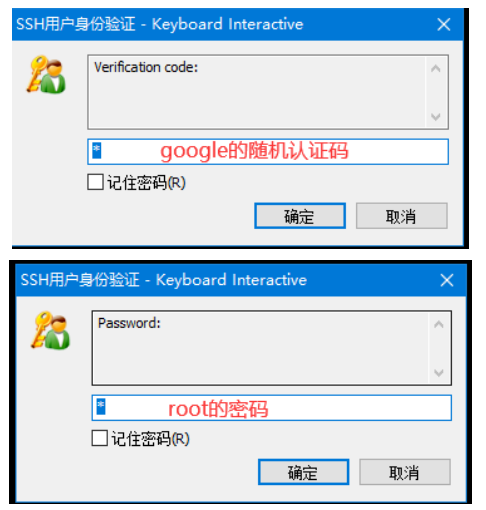 SSH用户身份验证 - Keyboard Interactive
Verification code:
* google的随机认证码
记住密码(R)
确定 取消
SSH用户身份验证 - Keyboard Interactive
Password:
* root的密码
记住密码(R)
确定 取消